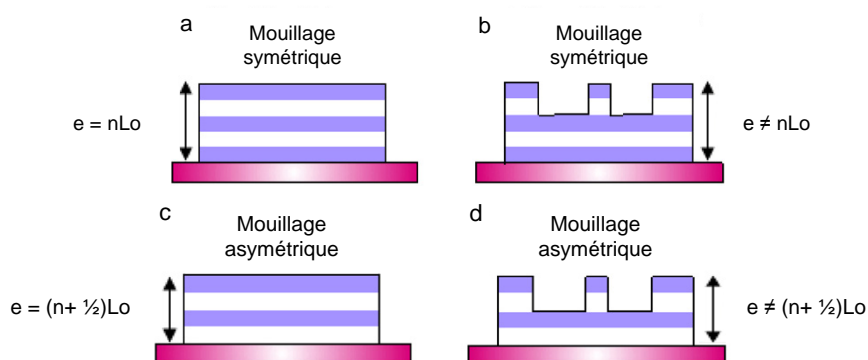 a
Mouillage
symétrique
b
Mouillage
symétrique
e = nLo
e ≠ nLo
c
Mouillage
asymétrique
d
Mouillage
asymétrique
e = (n+ ½)Lo
e ≠ (n+ ½)Lo